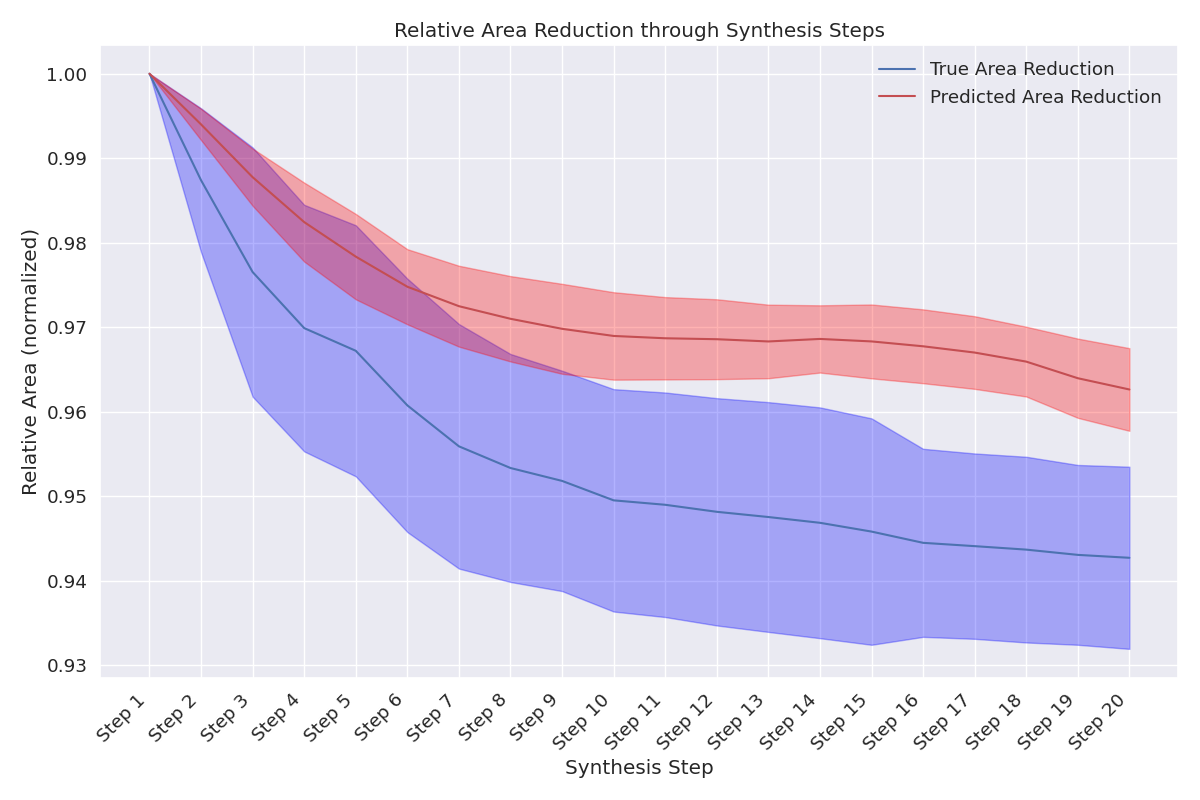 Relative Area Reduction through Synthesis Steps
True Area Reduction
Predicted Area Reduction
Relative Area (normalized)
1.00
0.99
0.98
0.97
0.96
0.95
0.94
0.93
Step 1
Step 2
Step 3
Step 4
Step 5
Step 6
Step 7
Step 8
Step 9
Step 10
Step 11
Step 12
Step 13
Step 14
Step 15
Step 16
Step 17
Step 18
Step 19
Step 20
Synthesis Step